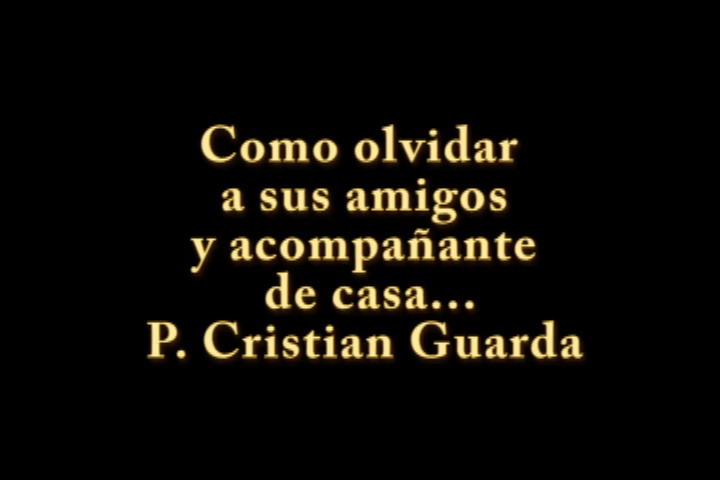 Como olvidar
a sus amigos
y acompañante
de casa...
P. Cristian Guarda